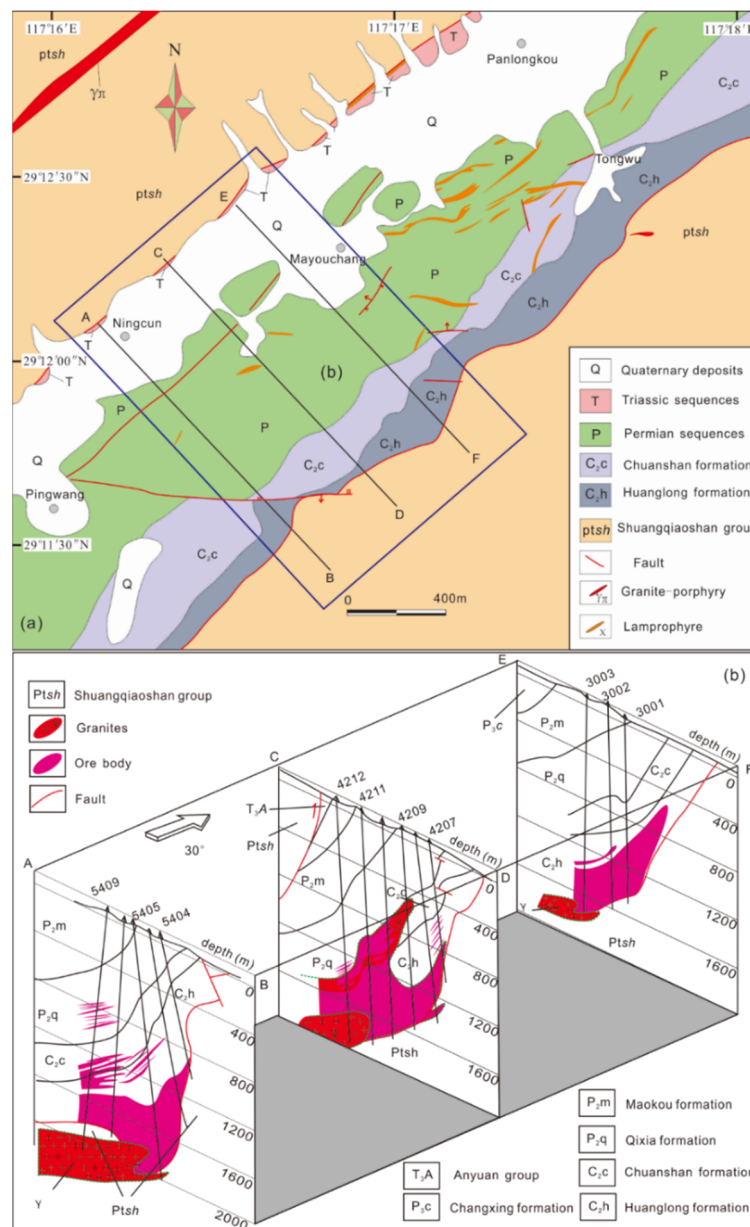 117°16′E
117°17′E
117°18′E
ptsh
γπ
N
T
Panlongkou
P
C₂c
Q
T
29°12′30″N
T
P
Tongwu
C₂h
ptsh
E
T
Q
P
ptsh
C
Mayouchang
C₂c
T
P
C₂h
A
Ningcun
T
29°12′00″N
T
(b)
P
C₂h
P
Q
C₂c
F
Pingwang
D
29°11′30″N
C₂c
B
Q
0 400m
(a)
Q Quaternary deposits
T Triassic sequences
P Permian sequences
C₂c Chuanshan formation
C₂h Huanglong formation
ptsh Shuangqiaoshan group
Fault
γπ Granite-porphyry
χ Lamprophyre
(b)
Ptsh Shuangqiaoshan group
Granites
Ore body
Fault
30°
E
3003
3002
3001
P₃c
P₂m
depth (m)
F
P₂q
C₂c
0
400
C₂h
800
1200
γ
Ptsh
1600
C
4212
4211
4209
4207
T₃A
Ptsh
depth (m)
P₂m
0
D
C₂c
400
P₂q
C₂h
800
1200
Ptsh
1600
A
5409
5405
5404
P₂m
depth (m)
B
C₂h
0
P₂q
400
C₂c
800
1200
1600
γ
Ptsh
2000
P₂m Maokou formation
P₂q Qixia formation
T₃A Anyuan group
C₂c Chuanshan formation
P₃c Changxing formation
C₂h Huanglong formation